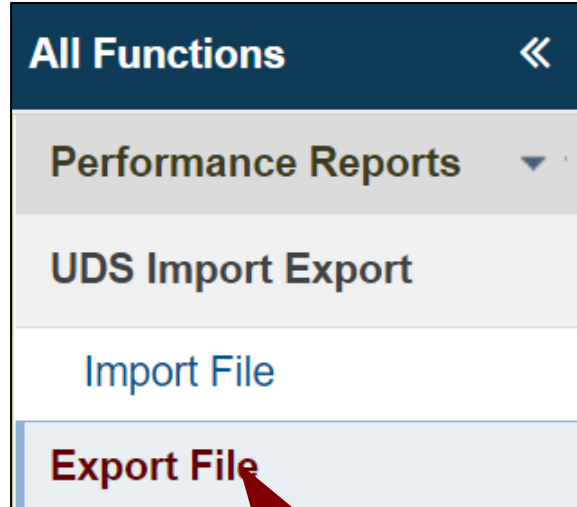 All Functions «
Performance Reports
UDS Import Export
Import File
Export File